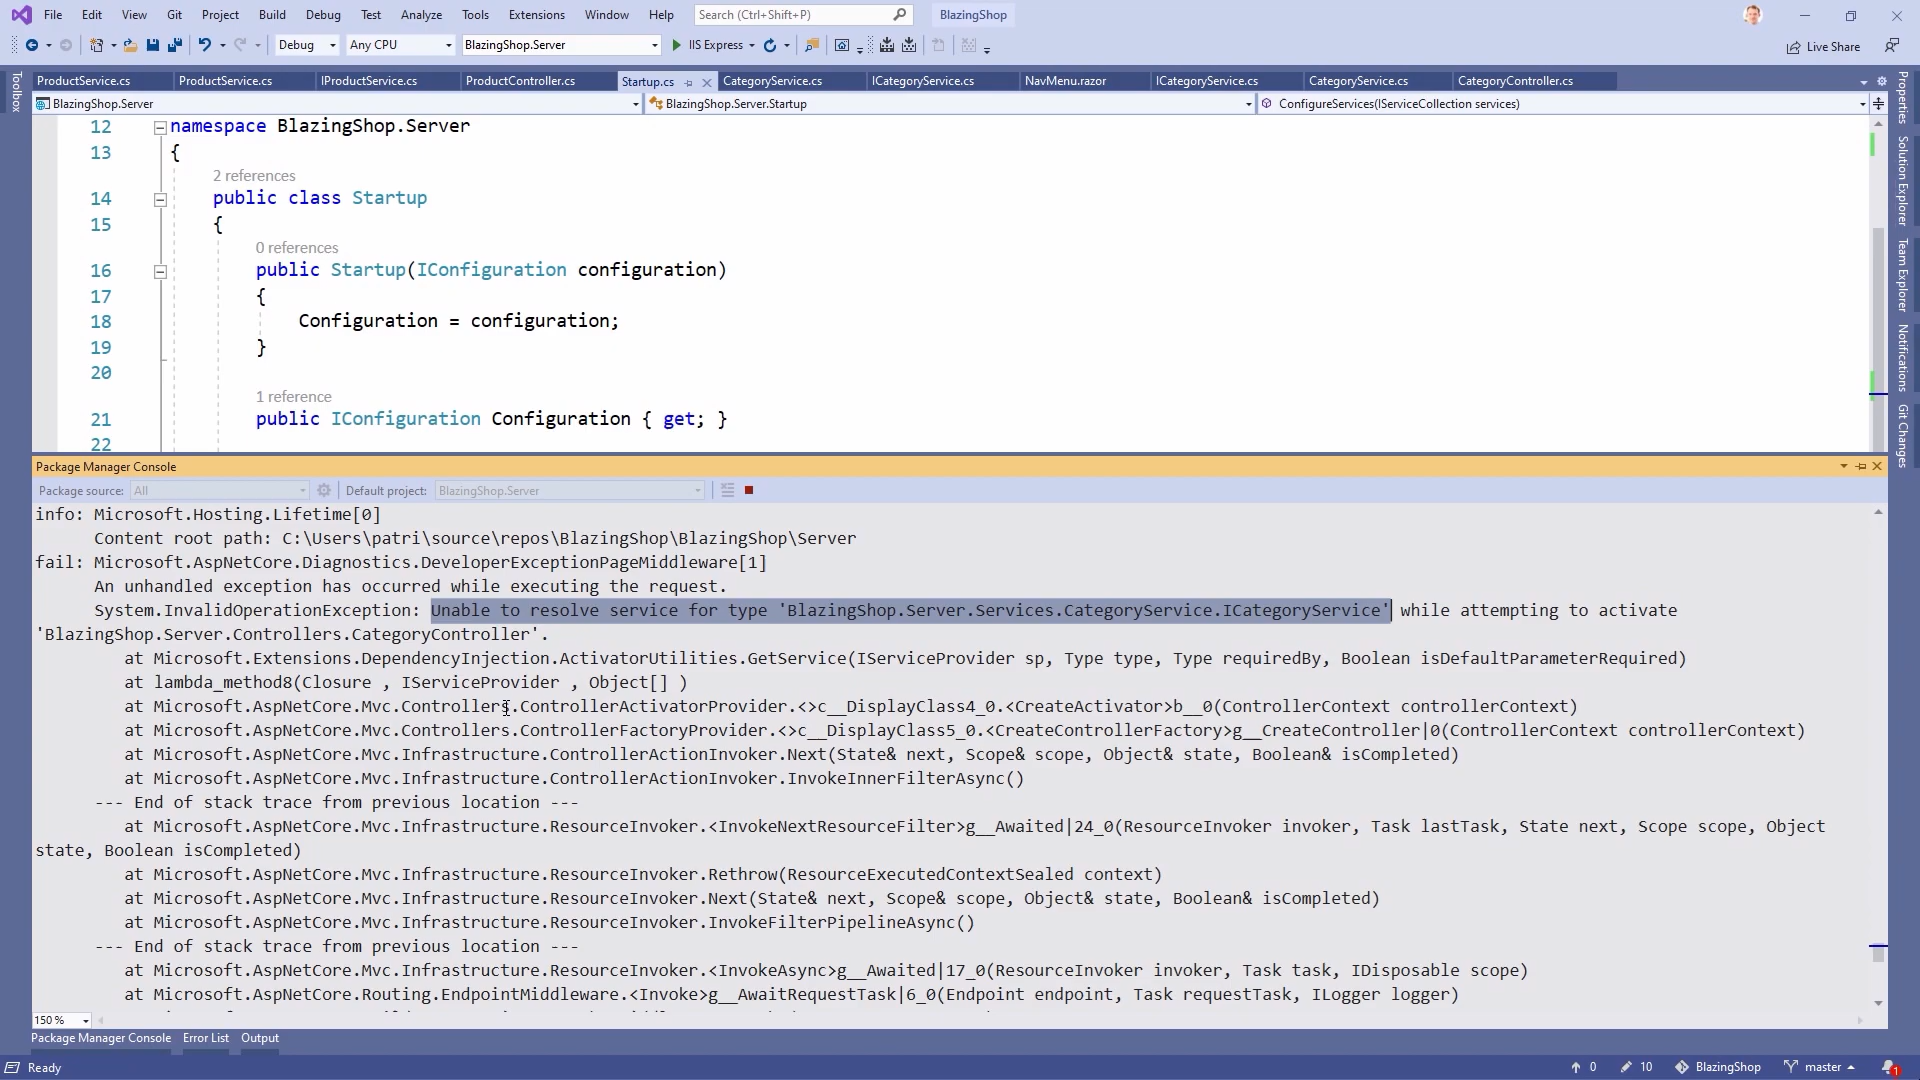 File Edit View Git Project Build Debug Test Analyze Tools Extensions Window Help Search (Ctrl+Shift+P) BlazingShop
Debug Any CPU BlazingShop.Server IIS Express Live Share
ProductService.cs ProductService.cs IProductService.cs ProductController.cs Startup.cs CategoryService.cs ICategoryService.cs NavMenu.razor ICategoryService.cs CategoryService.cs CategoryController.cs
BlazingShop.Server BlazingShop.Server.Startup ConfigureServices(IServiceCollection services)
Toolbox
Properties
Solution Explorer
Team Explorer
Notifications
Git Changes
12 namespace BlazingShop.Server
13 {
2 references
14 public class Startup
15 {
0 references
16 public Startup(IConfiguration configuration)
17 {
18 Configuration = configuration;
19 }
20
1 reference
21 public IConfiguration Configuration { get; }
22
Package Manager Console
Package source: All Default project: BlazingShop.Server
info: Microsoft.Hosting.Lifetime[0]
Content root path: C:\Users\patri\source\repos\BlazingShop\BlazingShop\Server
fail: Microsoft.AspNetCore.Diagnostics.DeveloperExceptionPageMiddleware[1]
An unhandled exception has occurred while executing the request.
System.InvalidOperationException: Unable to resolve service for type 'BlazingShop.Server.Services.CategoryService.ICategoryService' while attempting to activate
'BlazingShop.Server.Controllers.CategoryController'.
at Microsoft.Extensions.DependencyInjection.ActivatorUtilities.GetService(IServiceProvider sp, Type type, Type requiredBy, Boolean isDefaultParameterRequired)
at lambda_method8(Closure , IServiceProvider , Object[] )
at Microsoft.AspNetCore.Mvc.Controllers.ControllerActivatorProvider.<>c__DisplayClass4_0.<CreateActivator>b__0(ControllerContext controllerContext)
at Microsoft.AspNetCore.Mvc.Controllers.ControllerFactoryProvider.<>c__DisplayClass5_0.<CreateControllerFactory>g__CreateController|0(ControllerContext controllerContext)
at Microsoft.AspNetCore.Mvc.Infrastructure.ControllerActionInvoker.Next(State& next, Scope& scope, Object& state, Boolean& isCompleted)
at Microsoft.AspNetCore.Mvc.Infrastructure.ControllerActionInvoker.InvokeInnerFilterAsync()
--- End of stack trace from previous location ---
at Microsoft.AspNetCore.Mvc.Infrastructure.ResourceInvoker.<InvokeNextResourceFilter>g__Awaited|24_0(ResourceInvoker invoker, Task lastTask, State next, Scope scope, Object
state, Boolean isCompleted)
at Microsoft.AspNetCore.Mvc.Infrastructure.ResourceInvoker.Rethrow(ResourceExecutedContextSealed context)
at Microsoft.AspNetCore.Mvc.Infrastructure.ResourceInvoker.Next(State& next, Scope& scope, Object& state, Boolean& isCompleted)
at Microsoft.AspNetCore.Mvc.Infrastructure.ResourceInvoker.InvokeFilterPipelineAsync()
--- End of stack trace from previous location ---
at Microsoft.AspNetCore.Mvc.Infrastructure.ResourceInvoker.<InvokeAsync>g__Awaited|17_0(ResourceInvoker invoker, Task task, IDisposable scope)
at Microsoft.AspNetCore.Routing.EndpointMiddleware.<Invoke>g__AwaitRequestTask|6_0(Endpoint endpoint, Task requestTask, ILogger logger)
150 %
Package Manager Console Error List Output
Ready 0 10 BlazingShop master 1